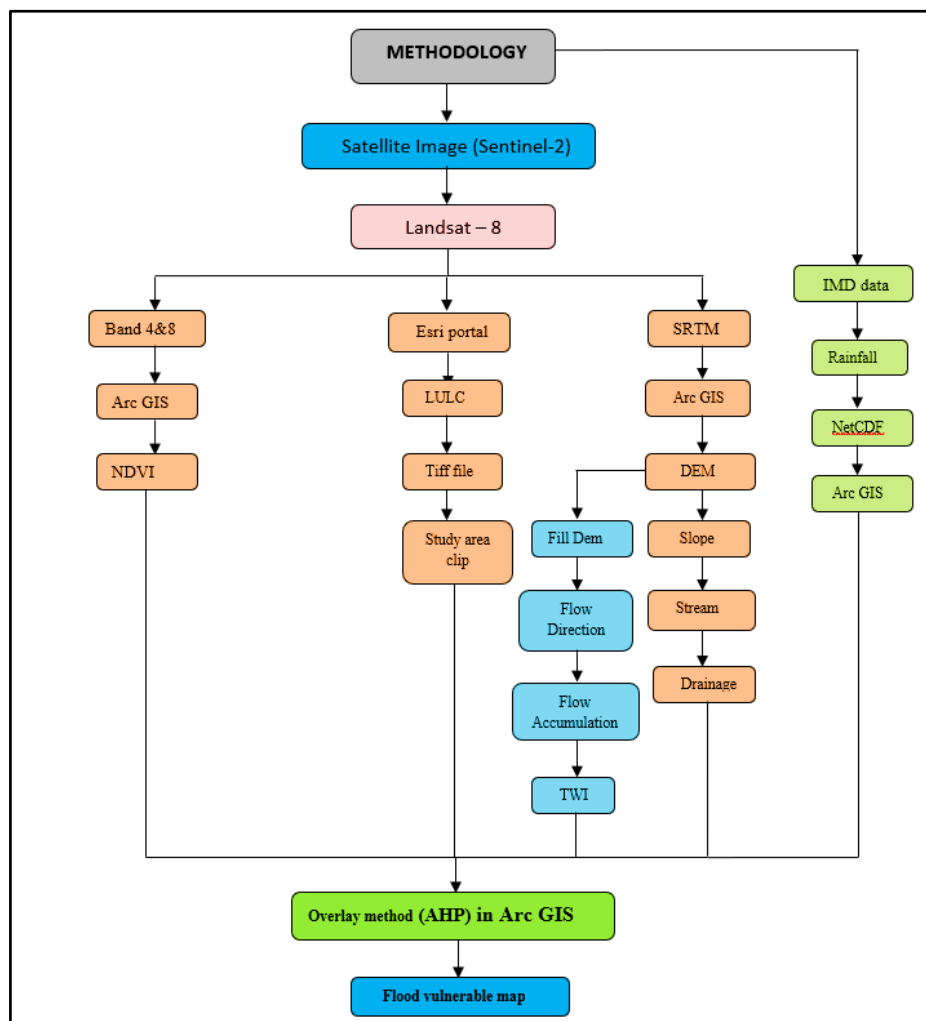 METHODOLOGY
Satellite Image (Sentinel-2)
Landsat – 8
IMD data
Band 4&8
Esri portal
SRTM
Rainfall
Arc GIS
LULC
Arc GIS
NetCDF
NDVI
Tiff file
DEM
Arc GIS
Study area
clip
Fill Dem
Slope
Flow
Direction
Stream
Flow
Accumulation
Drainage
TWI
Overlay method (AHP) in Arc GIS
Flood vulnerable map